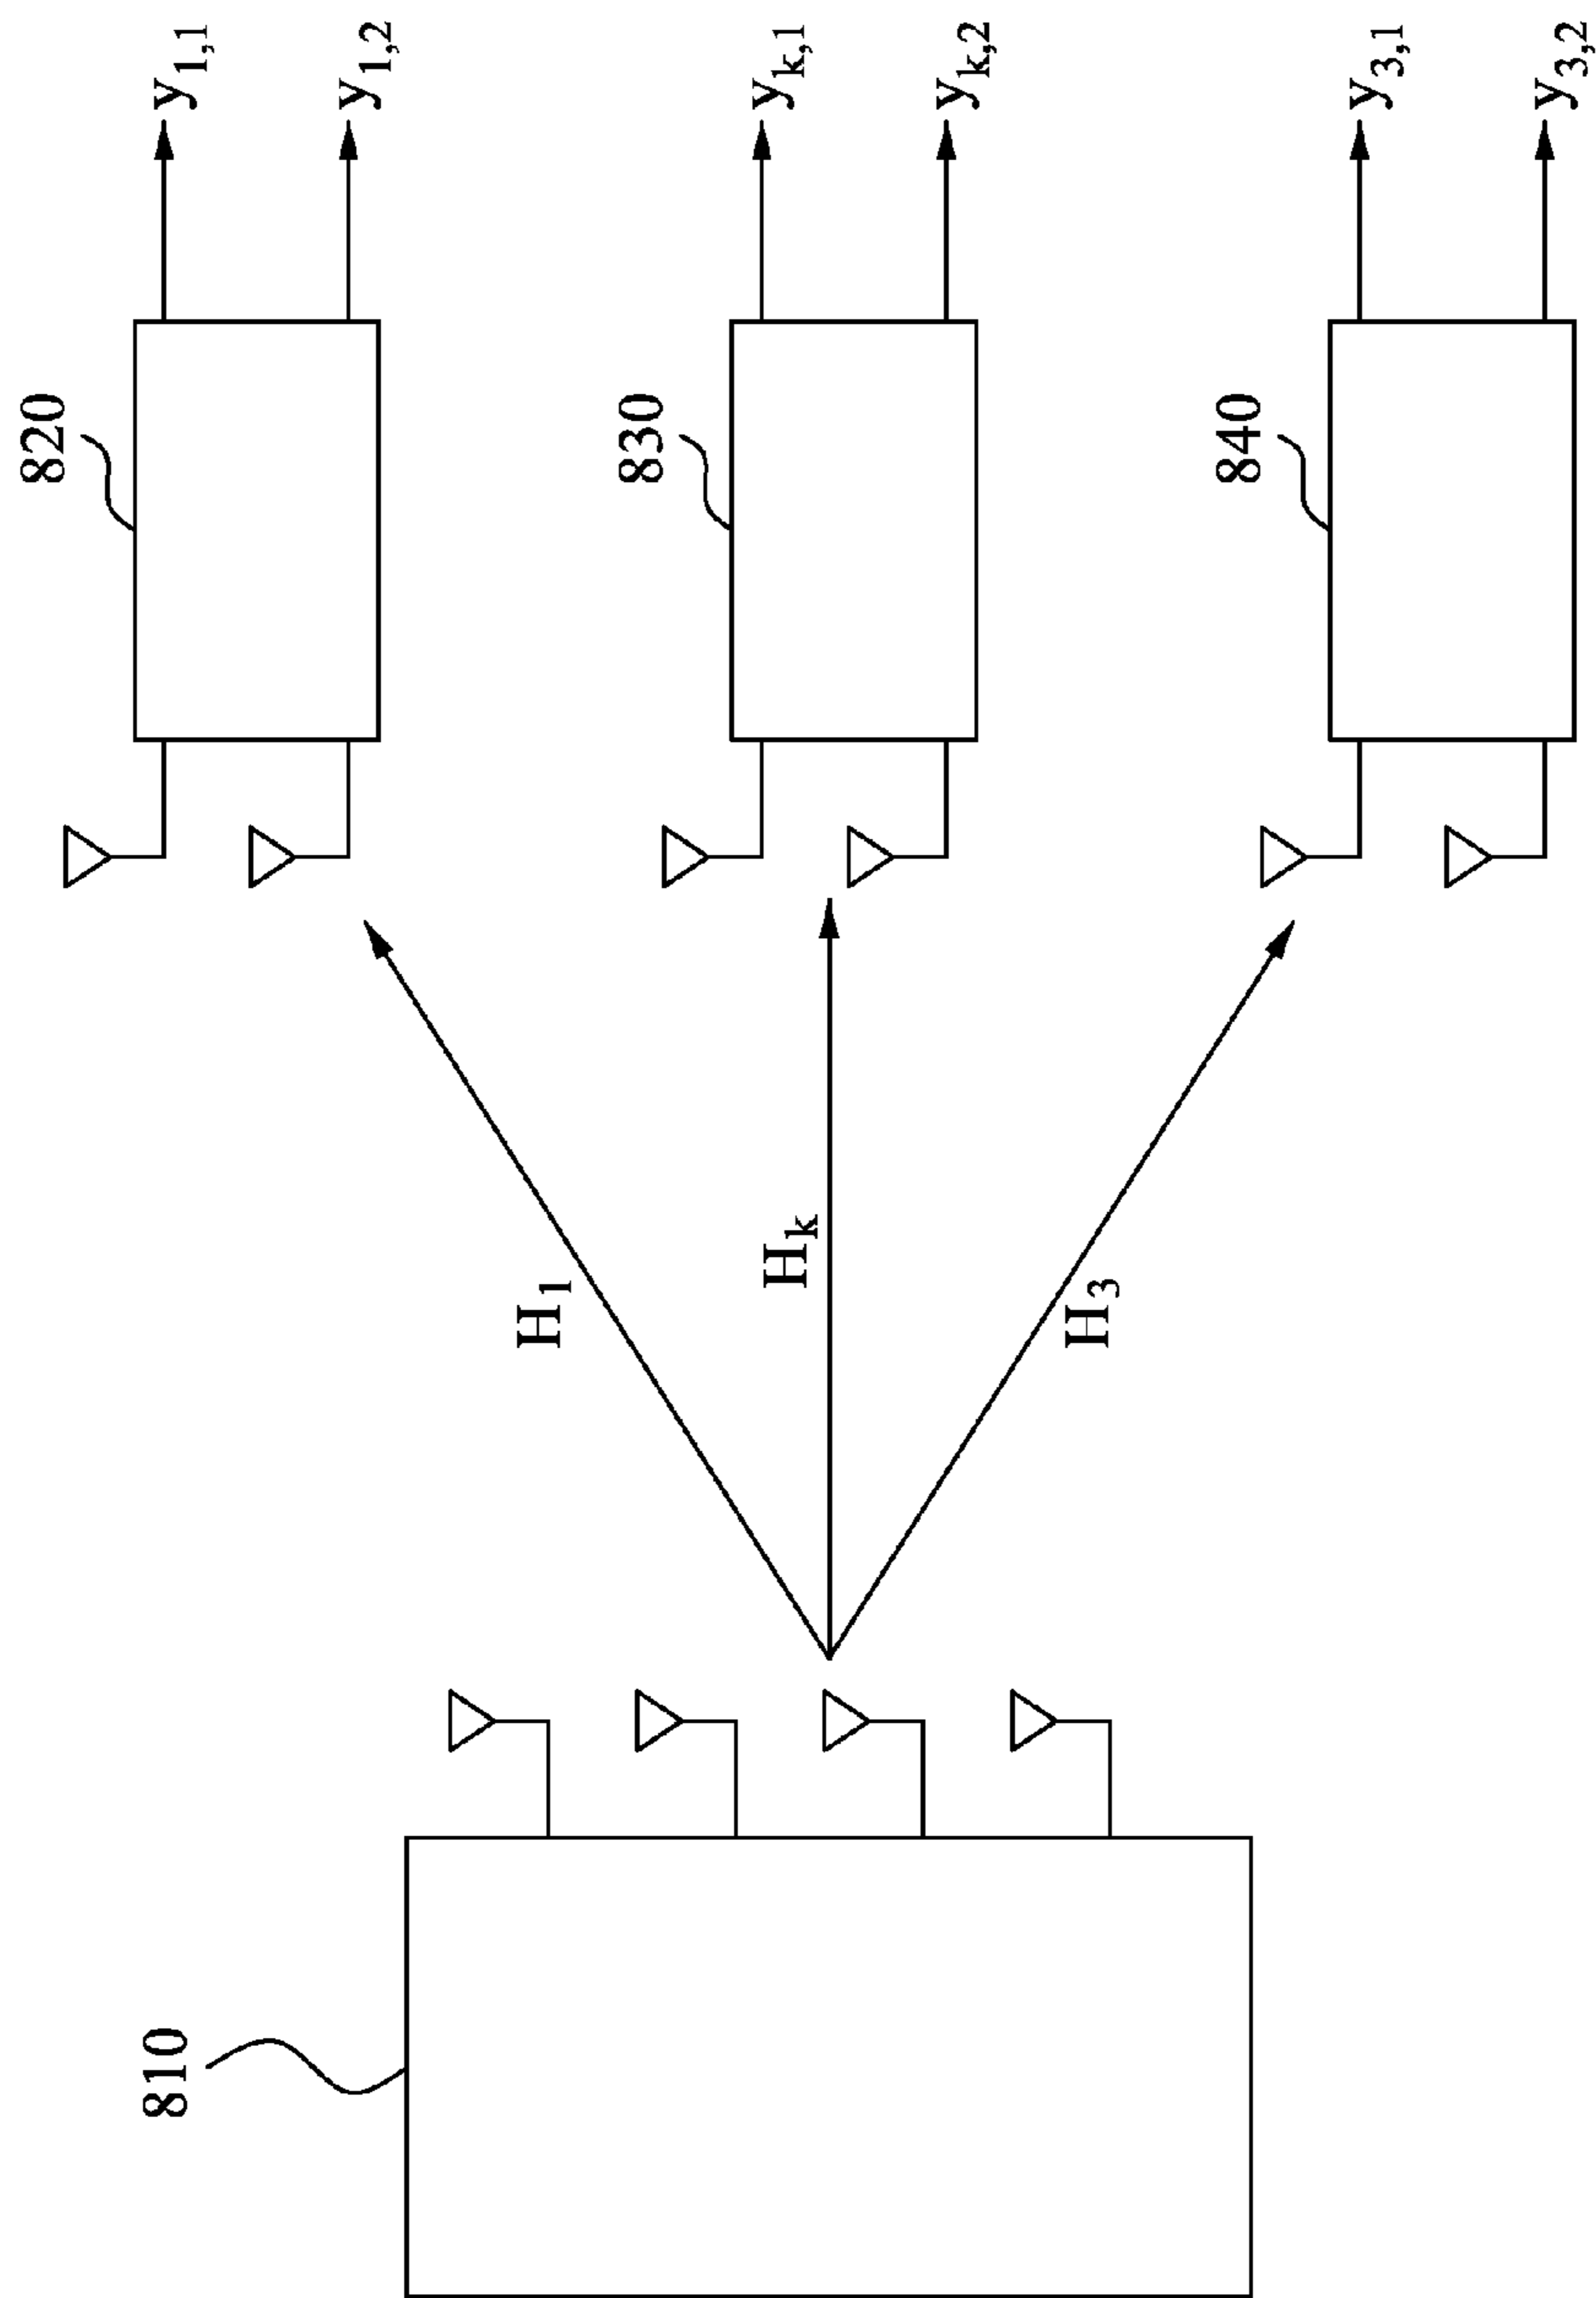 810
H₁
Hₖ
H₃
820
y₁,₁
y₁,₂
830
yₖ,₁
yₖ,₂
840
y₃,₁
y₃,₂